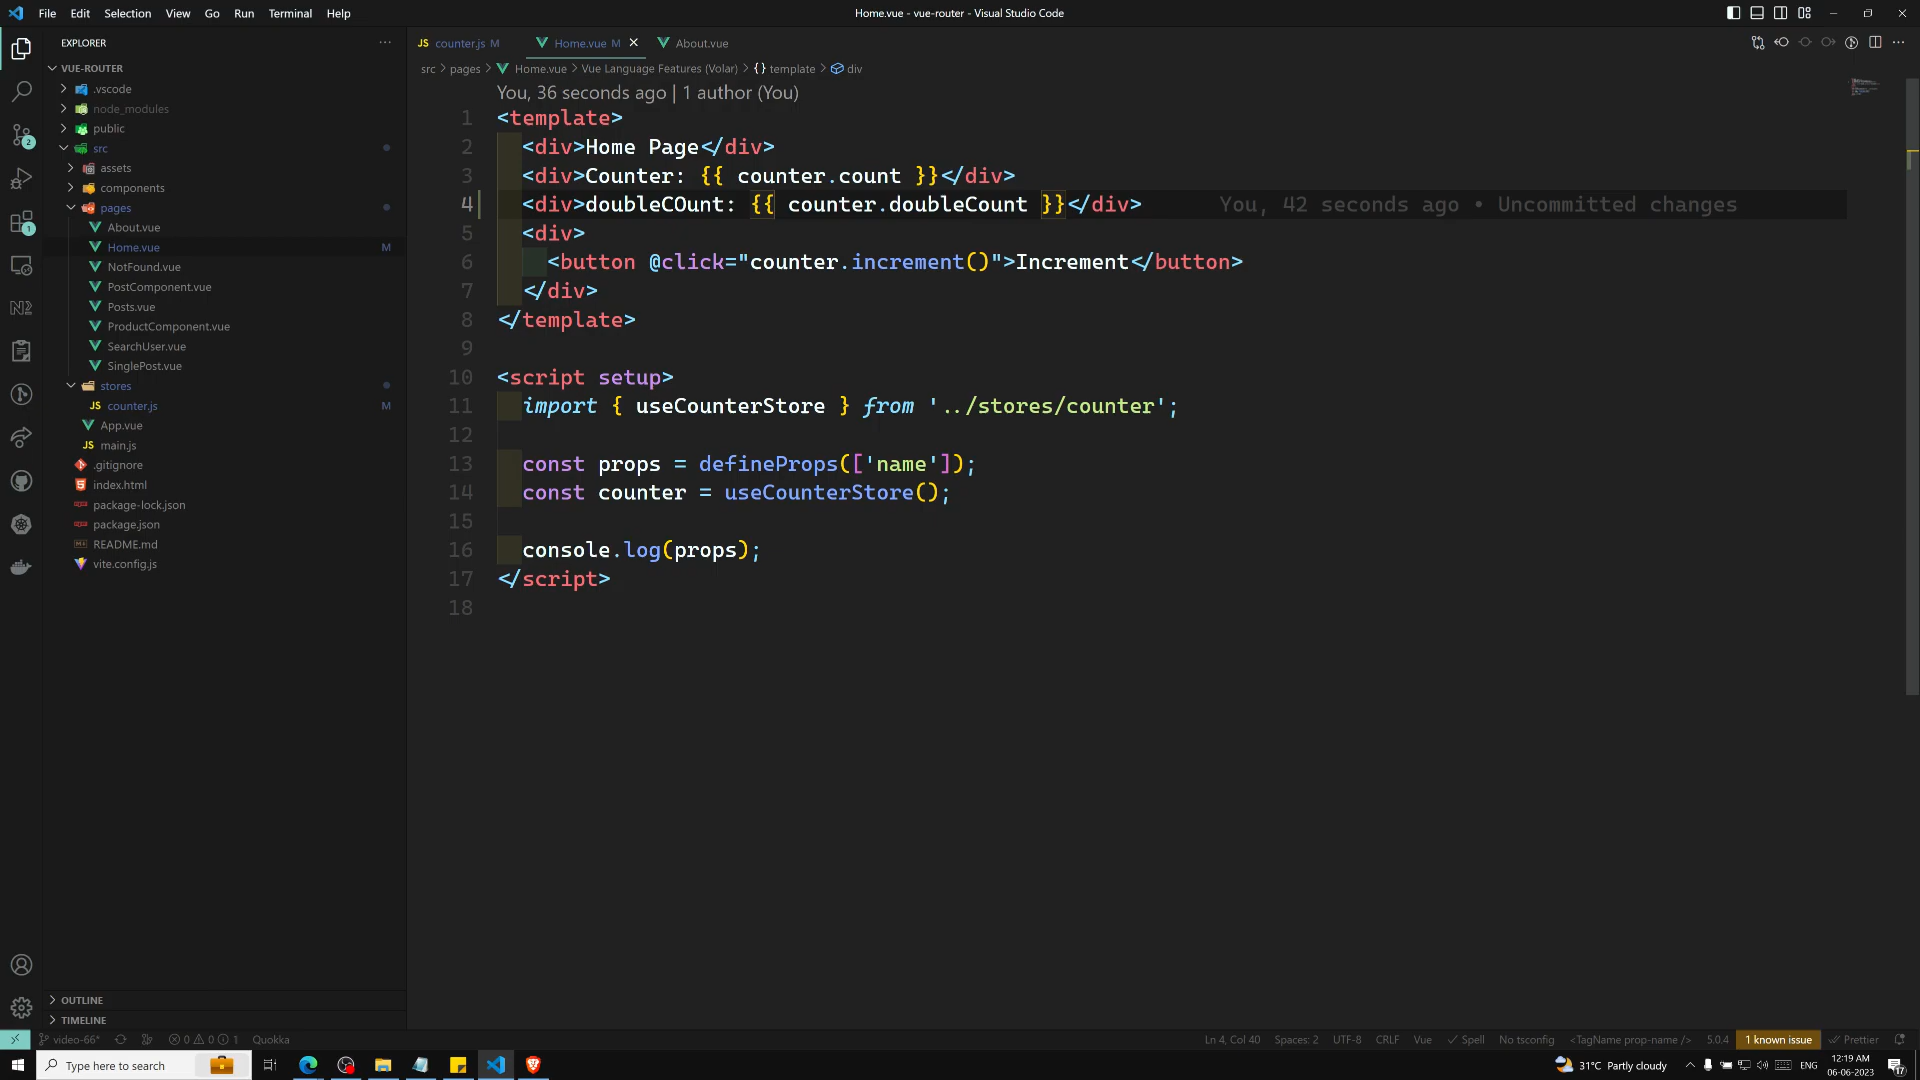 File Edit Selection View Go Run Terminal Help
Home.vue - vue-router - Visual Studio Code
EXPLORER
VUE-ROUTER
.vscode
node_modules
public
src
assets
components
pages
About.vue
Home.vue M
NotFound.vue
PostComponent.vue
Posts.vue
ProductComponent.vue
SearchUser.vue
SinglePost.vue
stores
JS counter.js M
App.vue
JS main.js
.gitignore
index.html
package-lock.json
package.json
README.md
vite.config.js
OUTLINE
TIMELINE
2
1
JS counter.js M
Home.vue M
About.vue
src > pages > Home.vue > Vue Language Features (Volar) > {} template > div
You, 36 seconds ago | 1 author (You)
1 <template>
2 <div>Home Page</div>
3 <div>Counter: {{ counter.count }}</div>
4 <div>doubleCOunt: {{ counter.doubleCount }}</div> You, 42 seconds ago • Uncommitted changes
5 <div>
6 <button @click="counter.increment()">Increment</button>
7 </div>
8 </template>
9
10 <script setup>
11 import { useCounterStore } from '../stores/counter';
12
13 const props = defineProps(['name']);
14 const counter = useCounterStore();
15
16 console.log(props);
17 </script>
18
video-66* 0 0 1 Quokka
Ln 4, Col 40 Spaces: 2 UTF-8 CRLF Vue Spell No tsconfig <TagName prop-name /> 5.0.4 1 known issue Prettier
Type here to search
31°C Partly cloudy
ENG
12:19 AM
06-06-2023
17